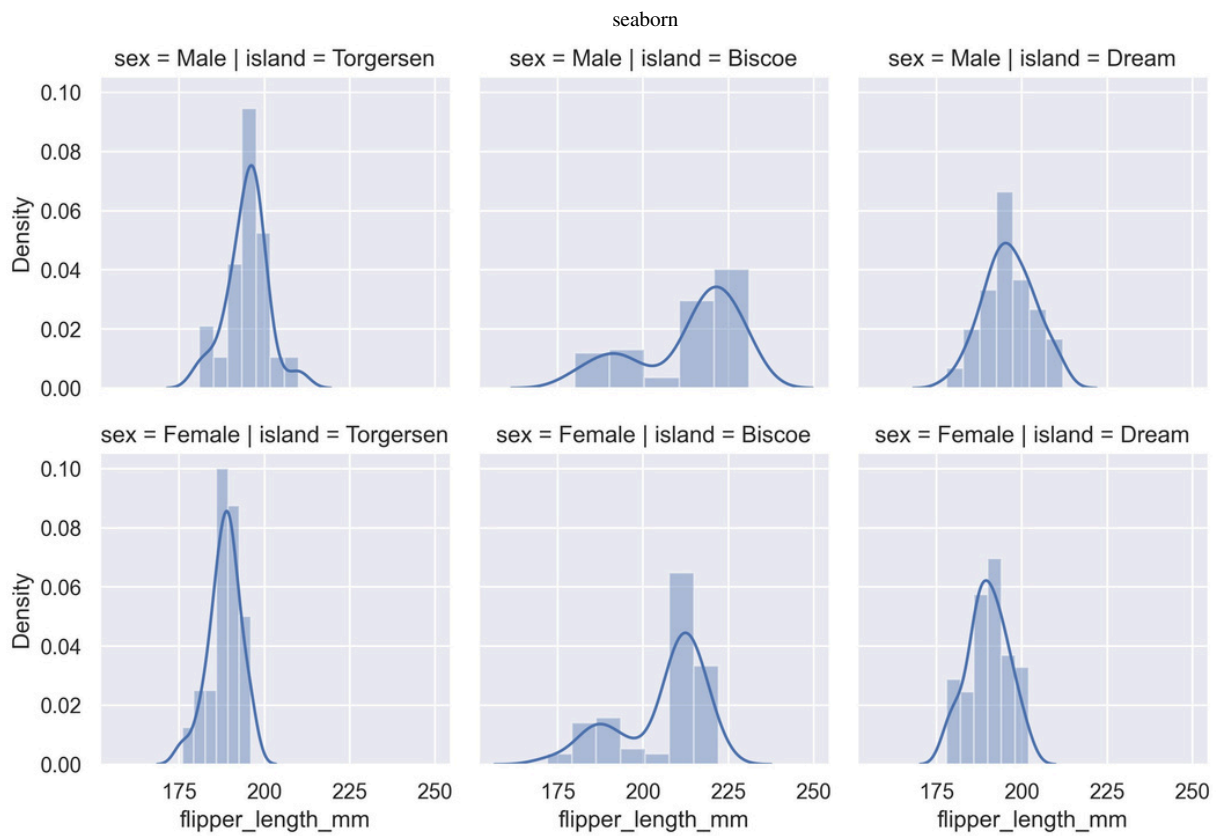 seaborn
sex = Male | island = Torgersen
sex = Male | island = Biscoe
sex = Male | island = Dream
0.10
0.08
0.06
0.04
0.02
0.00
Density
sex = Female | island = Torgersen
sex = Female | island = Biscoe
sex = Female | island = Dream
0.10
0.08
0.06
0.04
0.02
0.00
Density
175 200 225 250
175 200 225 250
175 200 225 250
flipper_length_mm
flipper_length_mm
flipper_length_mm